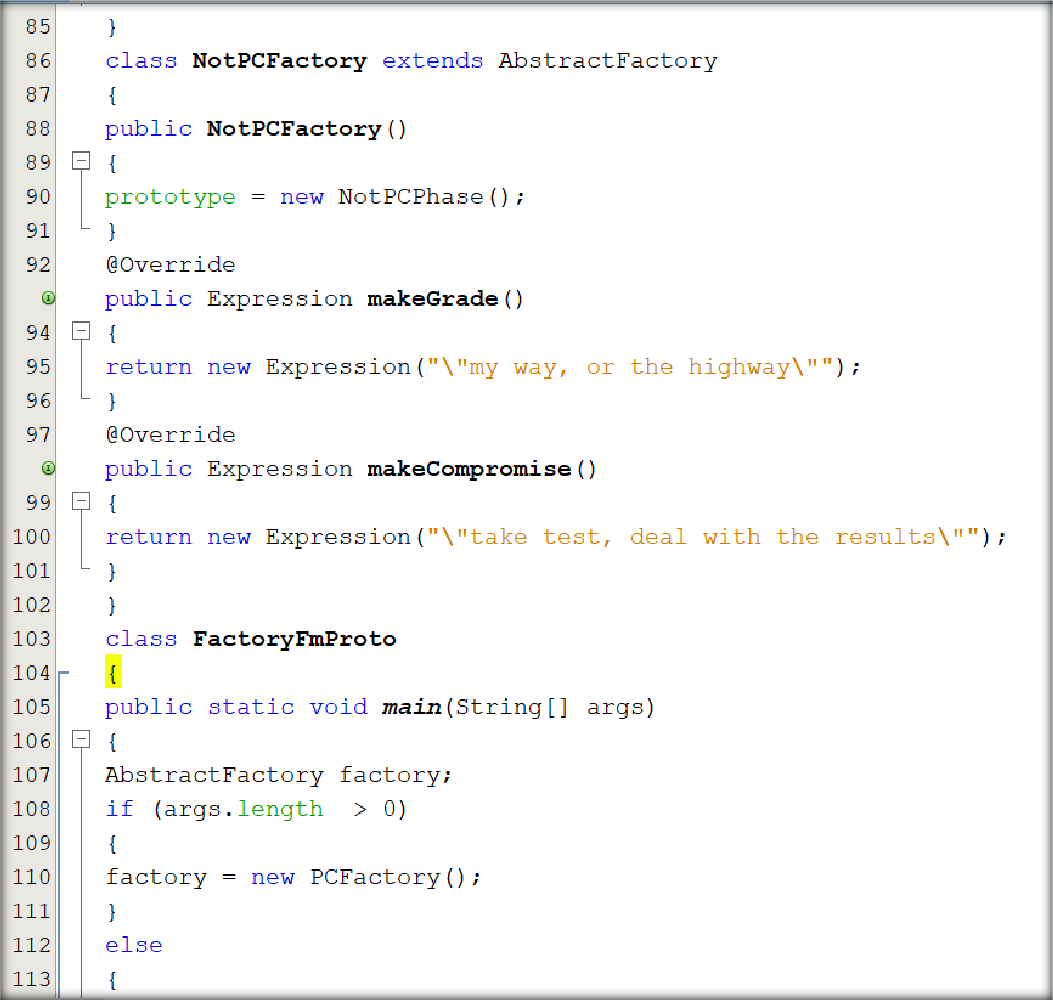 85 }
86 class NotPCFactory extends AbstractFactory
87 {
88 public NotPCFactory()
89 {
90 prototype = new NotPCPhase();
91 }
92 @Override
public Expression makeGrade()
94 {
95 return new Expression("\"my way, or the highway\"");
96 }
97 @Override
public Expression makeCompromise()
99 {
100 return new Expression("\"take test, deal with the results\"");
101 }
102 }
103 class FactoryFmProto
104 {
105 public static void main(String[] args)
106 {
107 AbstractFactory factory;
108 if (args.length  > 0)
109 {
110 factory = new PCFactory();
111 }
112 else
113 {